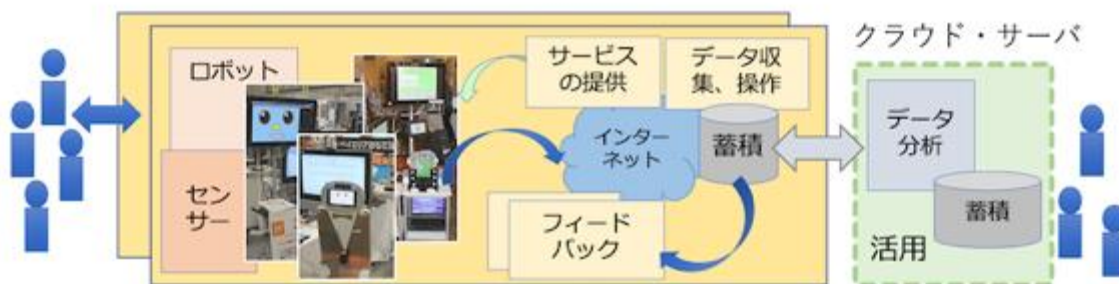 クラウド・サーバ
ロボット
センサー
サービス
の提供
データ収
集、操作
インター
ネット
蓄積
フィード
バック
データ
分析
蓄積
活用